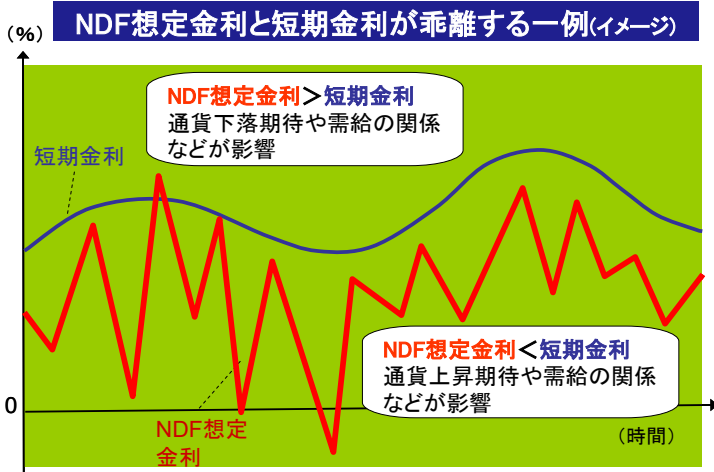 NDF想定金利と短期金利が乖離する一例(イメージ)
(%)
NDF想定金利>短期金利
通貨下落期待や需給の関係
などが影響
短期金利
NDF想定金利<短期金利
通貨上昇期待や需給の関係
などが影響
0
NDF想定
金利
(時間)